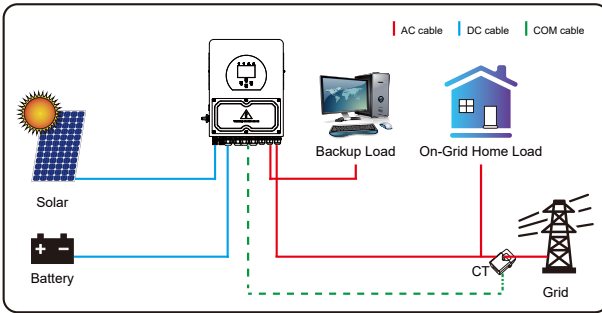 AC cable
DC cable
COM cable
Backup Load
On-Grid Home Load
Solar
+ −
Battery
CT
Grid